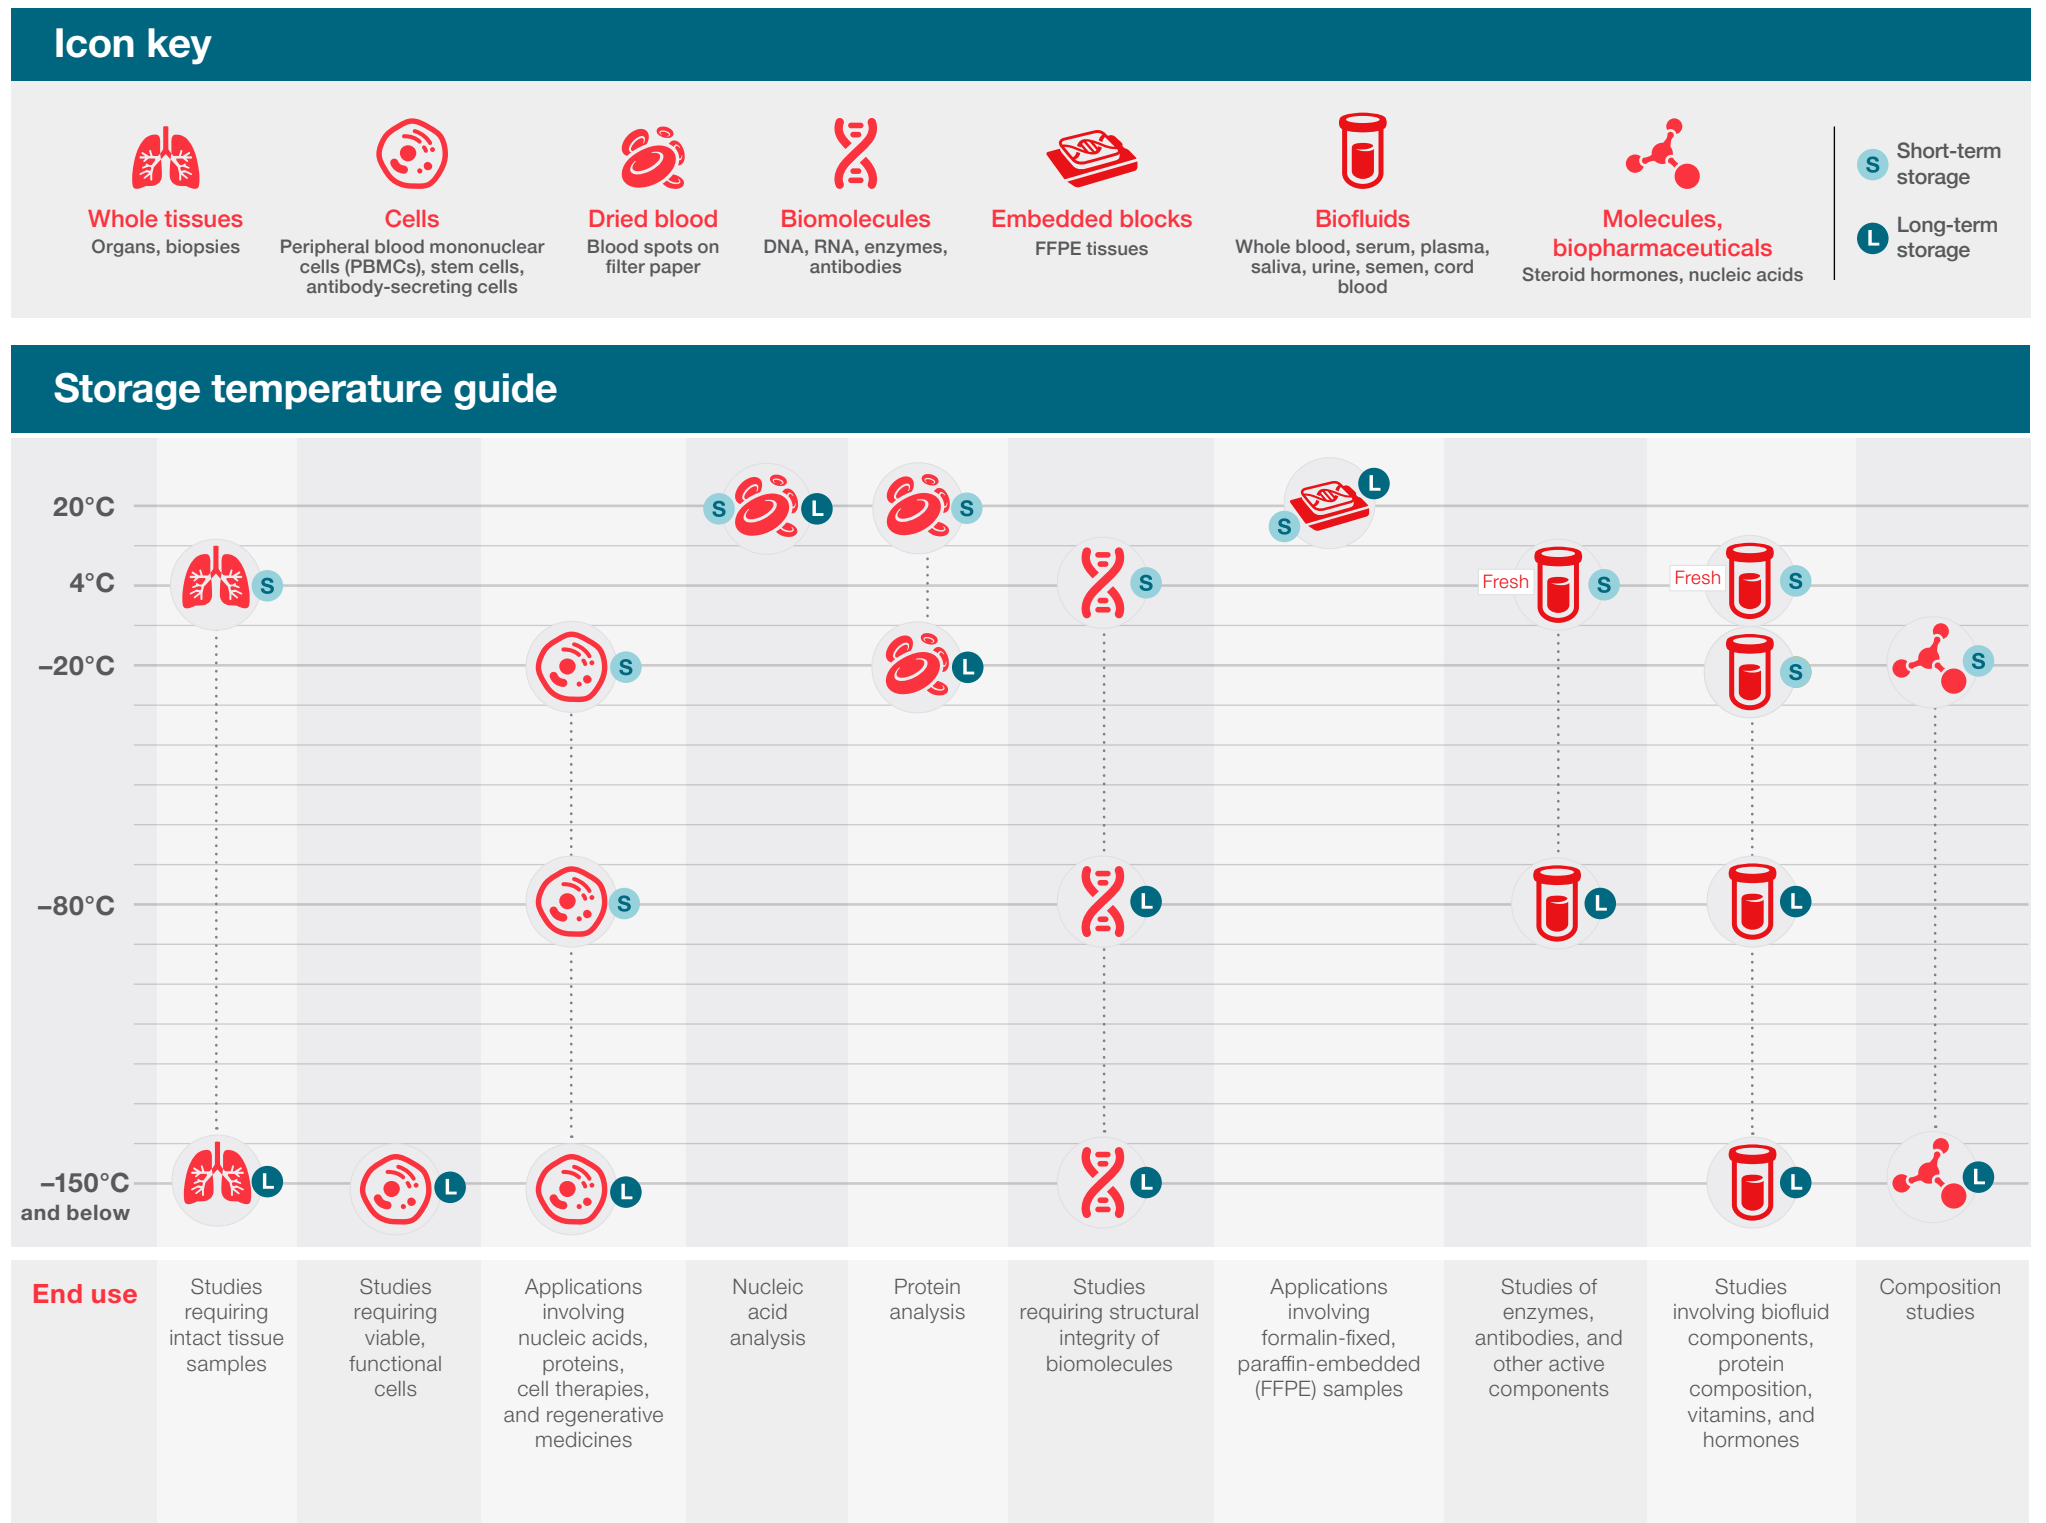 Icon key
Whole tissues
Organs, biopsies
Cells
Peripheral blood mononuclear
cells (PBMCs), stem cells,
antibody-secreting cells
Dried blood
Blood spots on
filter paper
Biomolecules
DNA, RNA, enzymes,
antibodies
Embedded blocks
FFPE tissues
Biofluids
Whole blood, serum, plasma,
saliva, urine, semen, cord
blood
Molecules,
biopharmaceuticals
Steroid hormones, nucleic acids
S
Short-term
storage
L
Long-term
storage
Storage temperature guide
20°C
S
L
S
S
L
4°C
S
S
Fresh
S
Fresh
S
−20°C
S
L
S
S
−80°C
S
L
L
L
−150°C
and below
L
L
L
L
L
L
End use
Studies
requiring
intact tissue
samples
Studies
requiring
viable,
functional
cells
Applications
involving
nucleic acids,
proteins,
cell therapies,
and regenerative
medicines
Nucleic
acid
analysis
Protein
analysis
Studies
requiring structural
integrity of
biomolecules
Applications
involving
formalin-fixed,
paraffin-embedded
(FFPE) samples
Studies of
enzymes,
antibodies, and
other active
components
Studies
involving biofluid
components,
protein
composition,
vitamins, and
hormones
Composition
studies